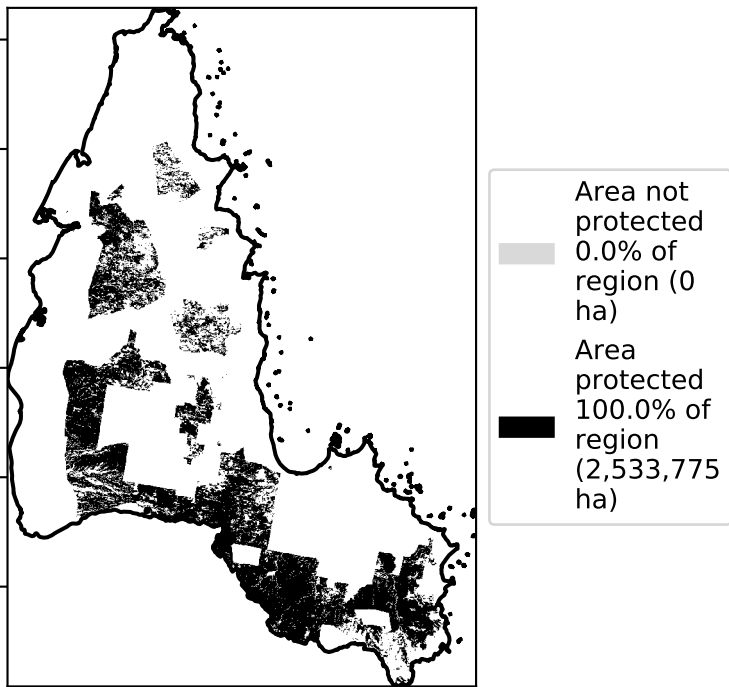 Area not
protected
0.0% of
region (0
ha)
Area
protected
100.0% of
region
(2,533,775
ha)